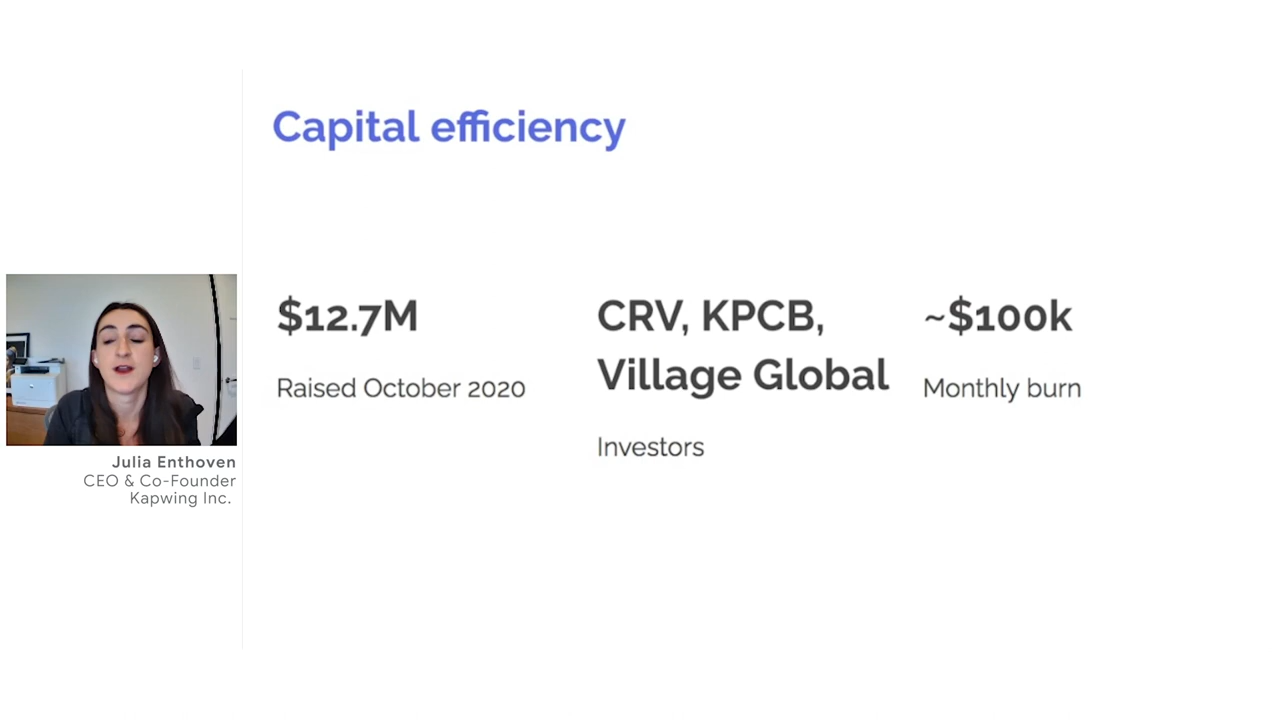 Capital efficiency
$12.7M
Raised October 2020
CRV, KPCB,
Village Global
Investors
~$100k
Monthly burn
Julia Enthoven
CEO & Co-Founder
Kapwing Inc.